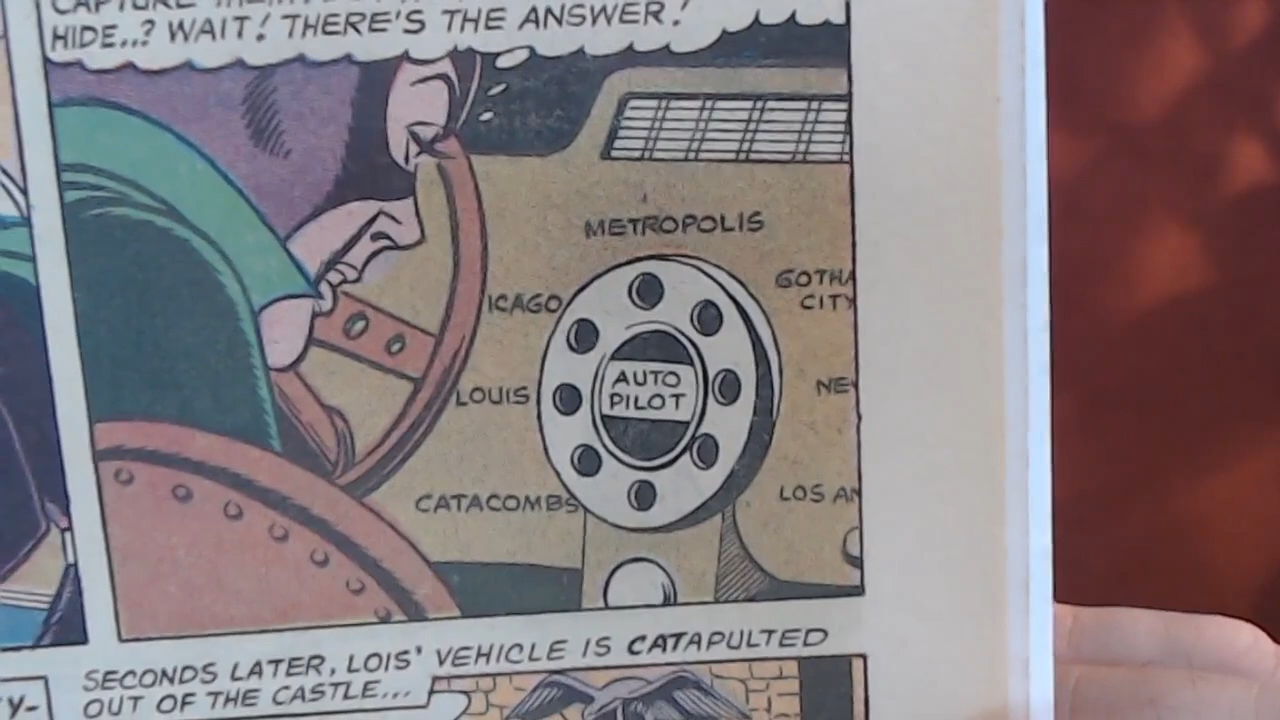 HIDE..? WAIT! THERE'S THE ANSWER!
METROPOLIS
GOTHA
CITY
ICAGO
AUTO
PILOT
LOUIS
NEW
CATACOMBS
LOS AN
SECONDS LATER, LOIS' VEHICLE IS CATAPULTED
OUT OF THE CASTLE...
Y-